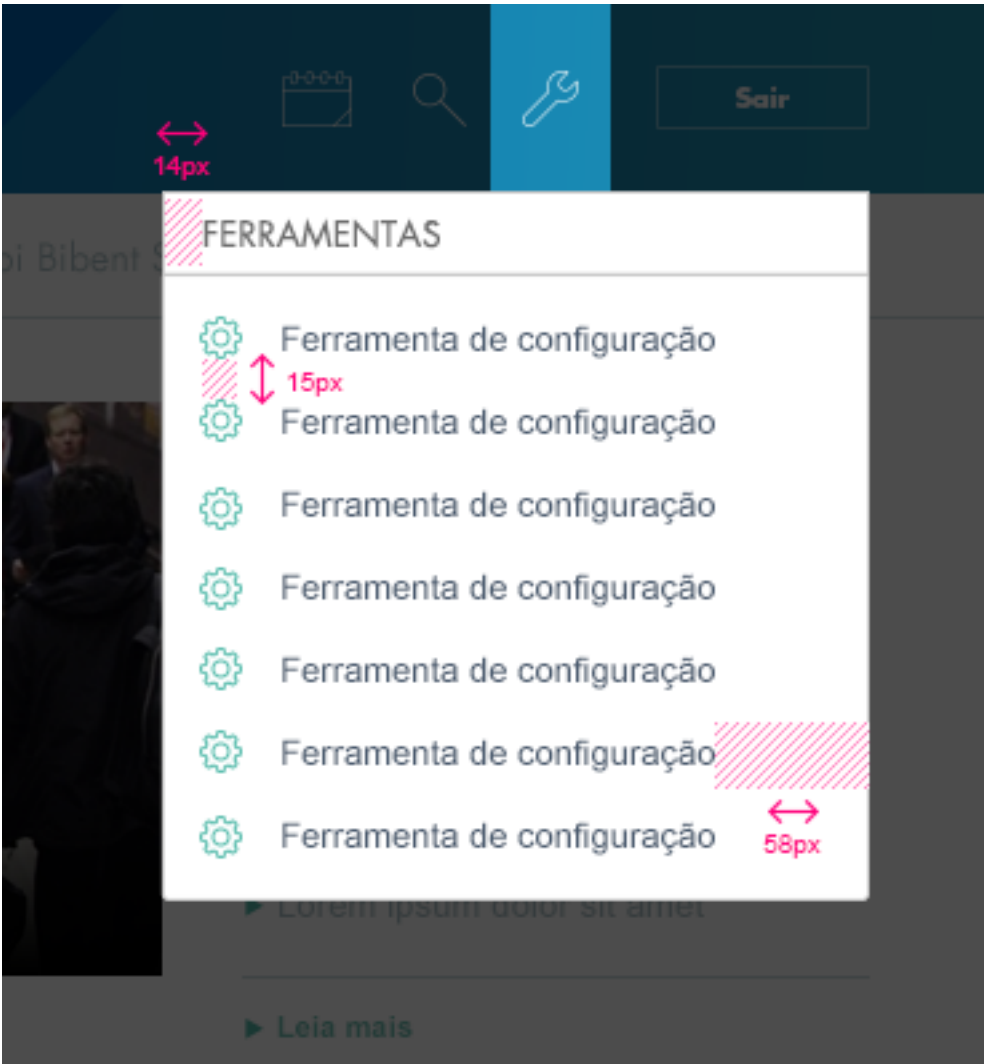 Sair
14px
FERRAMENTAS
Bibent
Ferramenta de configuração
15px
Ferramenta de configuração
Ferramenta de configuração
Ferramenta de configuração
Ferramenta de configuração
Ferramenta de configuração
Ferramenta de configuração
58px
Lorem ipsum dolor sit amet
Leia mais